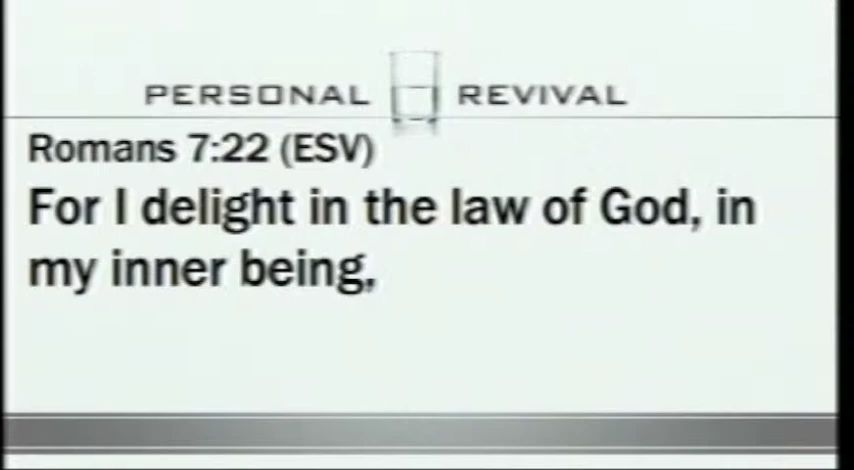 PERSONAL REVIVAL
Romans 7:22 (ESV)
For I delight in the law of God, in
my inner being,